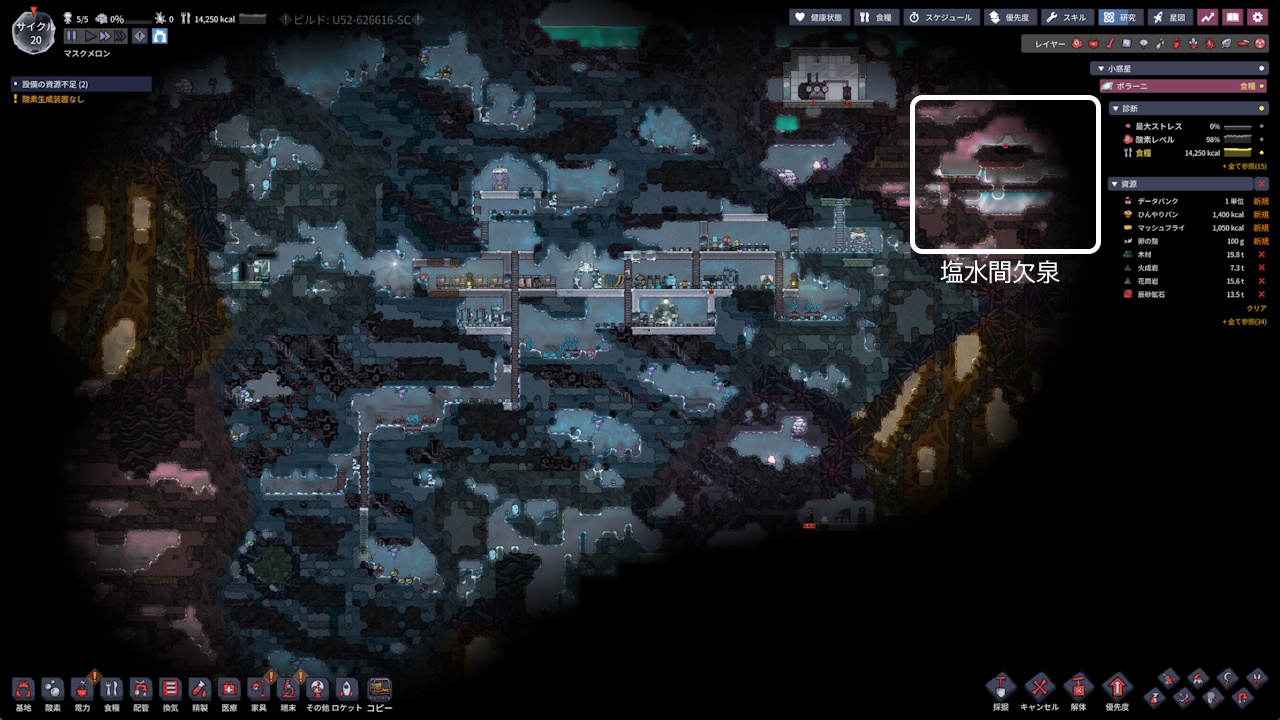 サイクル
20
5/5 0% 0 14,250 kcal
ビルド: U52-626616-SC
マスクメロン
設備の資源不足 (2)
酸素生成装置なし
健康状態 食糧 スケジュール 優先度 スキル 研究 星図
レイヤー
小惑星
ポラーニ 食糧
診断
最大ストレス 0%
酸素レベル 98%
食糧 14,250 kcal
+ 全て参照(15)
資源
データバンク 1 単位 新規
ひんやりパン 1,400 kcal 新規
マッシュフライ 1,050 kcal 新規
卵の殻 100 g 新規
木材 19.8 t
火成岩 7.3 t
花崗岩 15.6 t
辰砂鉱石 13.5 t
クリア
+ 全て参照(34)
塩水間欠泉
基地 酸素 電力 食糧 配管 換気 精製 医療 家具 端末 その他 ロケット コピー
採掘 キャンセル 解体 優先度